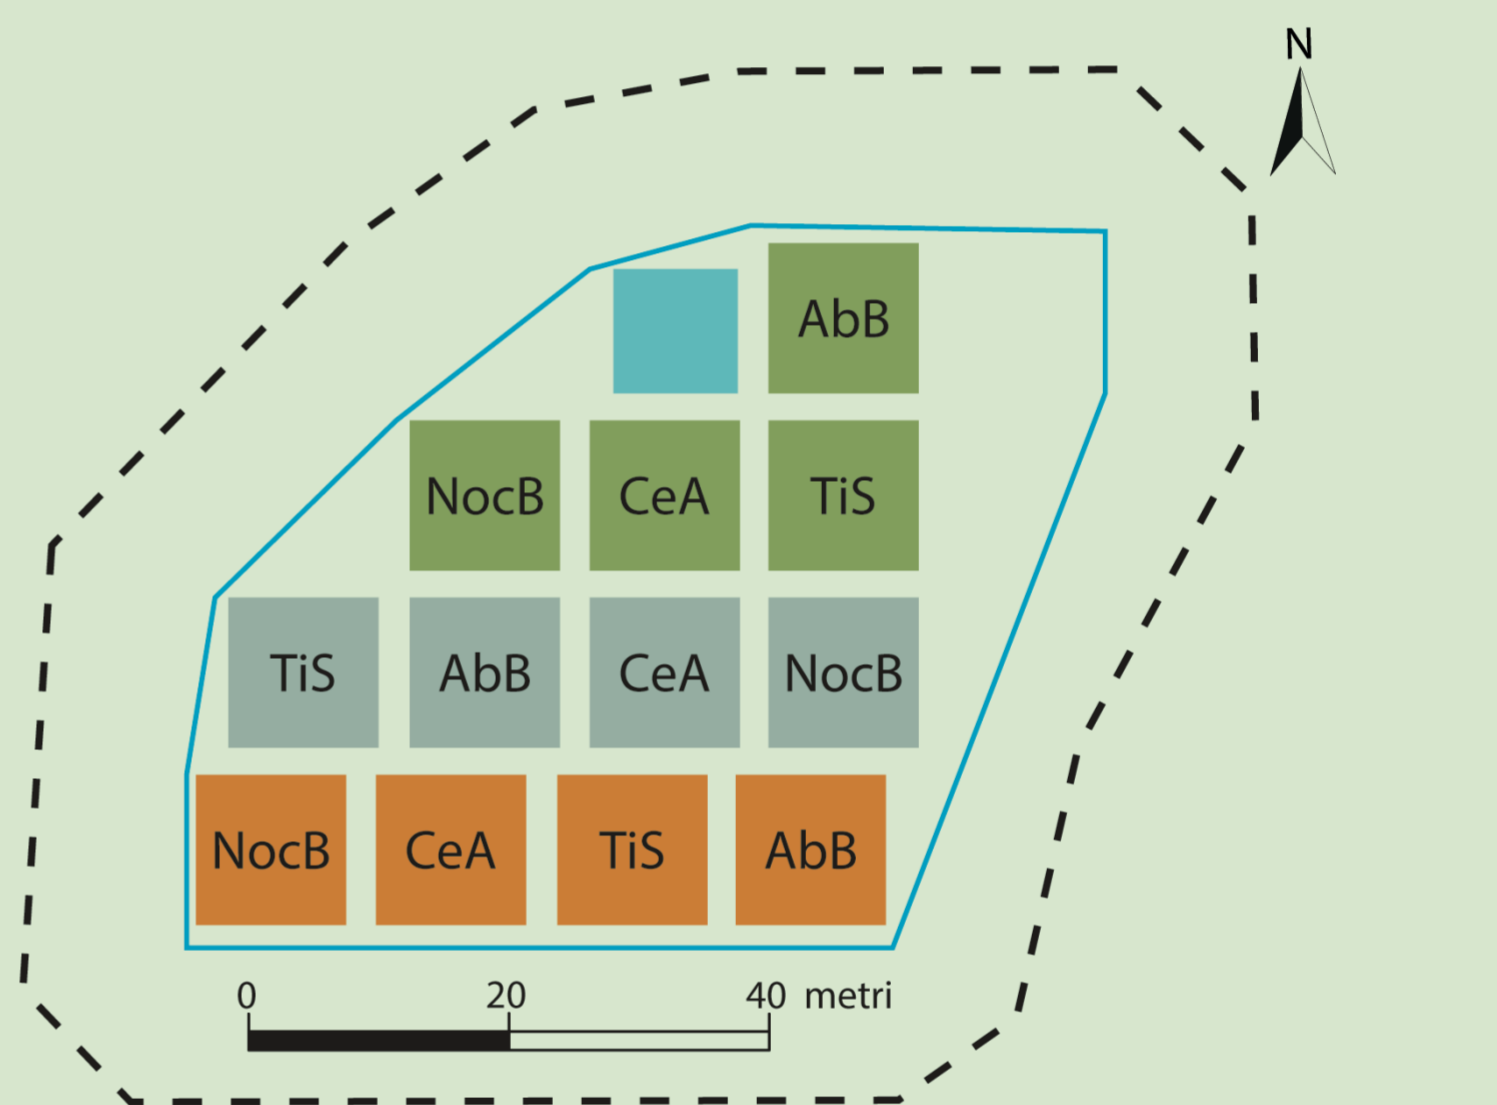 N
AbB
NocB CeA TiS
TiS AbB CeA NocB
NocB CeA TiS AbB
0 20 40 metri